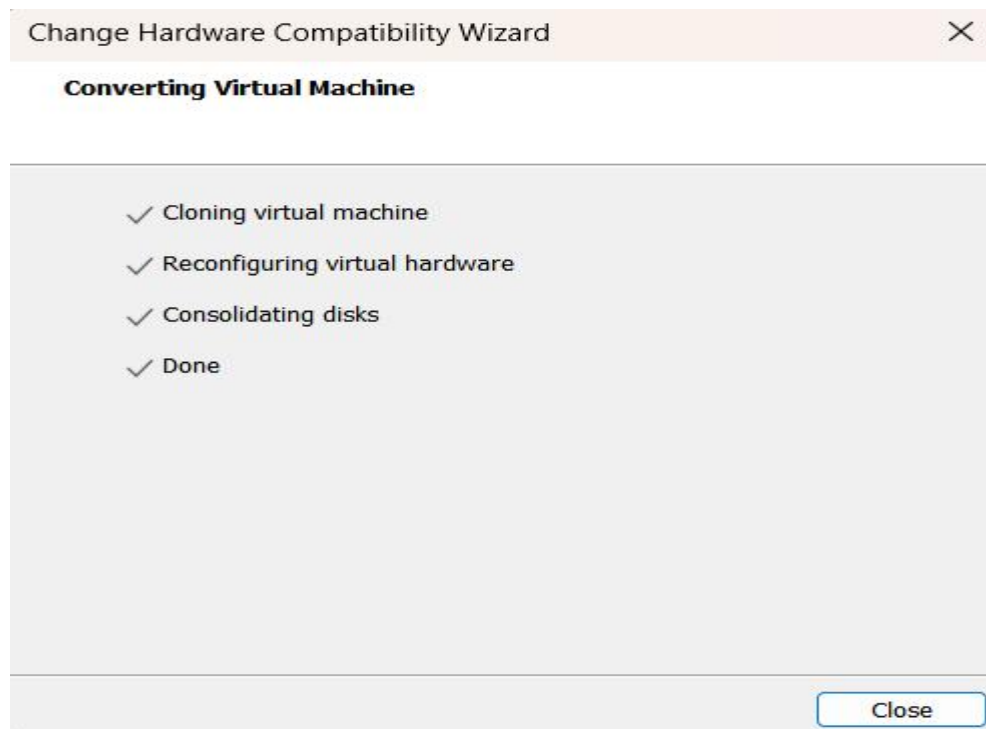 Change Hardware Compatibility Wizard
Converting Virtual Machine
Cloning virtual machine
Reconfiguring virtual hardware
Consolidating disks
Done
Close